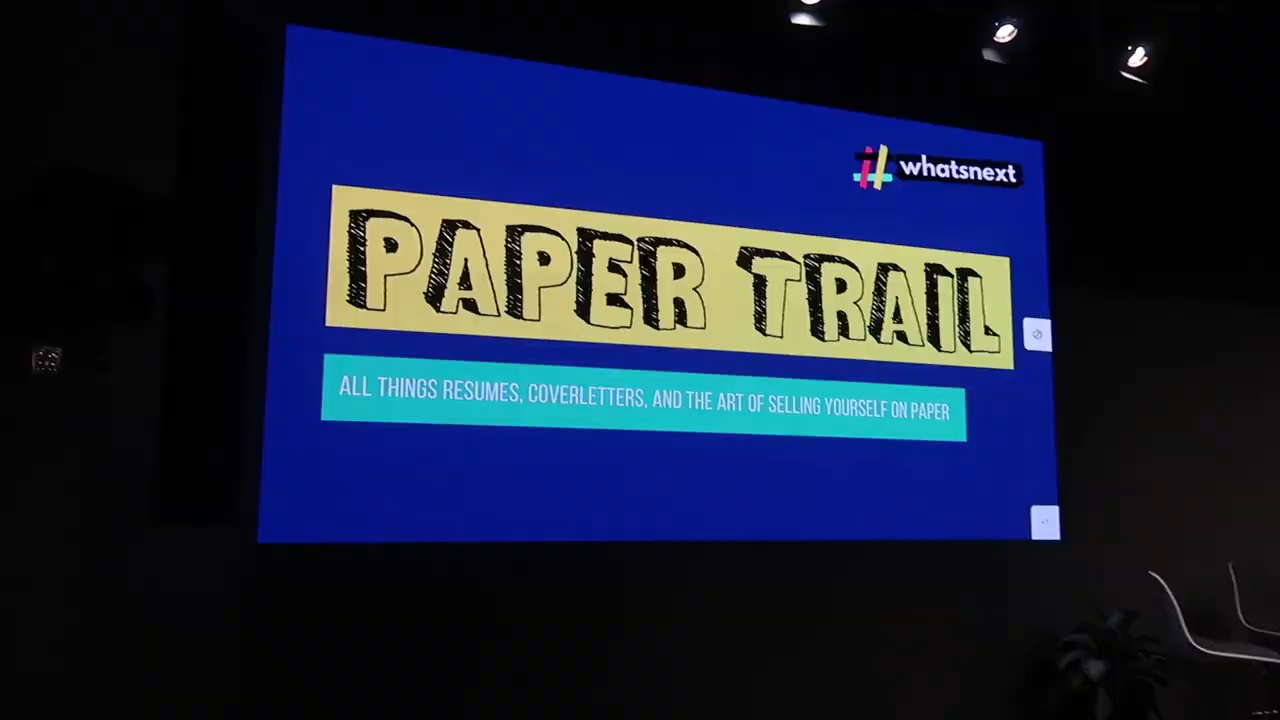 #whatsnext
PAPER TRAIL
ALL THINGS RESUMES, COVERLETTERS, AND THE ART OF SELLING YOURSELF ON PAPER